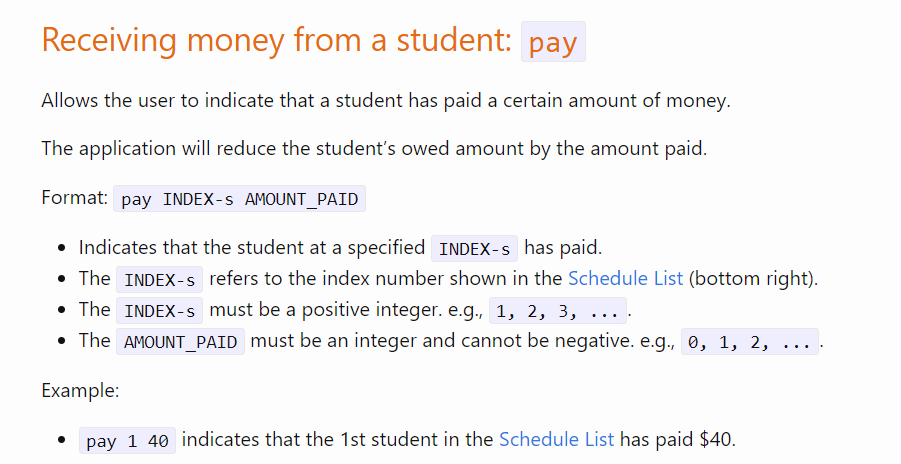 Receiving money from a student: pay
Allows the user to indicate that a student has paid a certain amount of money.
The application will reduce the student’s owed amount by the amount paid.
Format: pay INDEX-s AMOUNT_PAID
• Indicates that the student at a specified INDEX-s has paid.
• The INDEX-s refers to the index number shown in the Schedule List (bottom right).
• The INDEX-s must be a positive integer. e.g., 1, 2, 3, ... .
• The AMOUNT_PAID must be an integer and cannot be negative. e.g., 0, 1, 2, ... .
Example:
• pay 1 40 indicates that the 1st student in the Schedule List has paid $40.